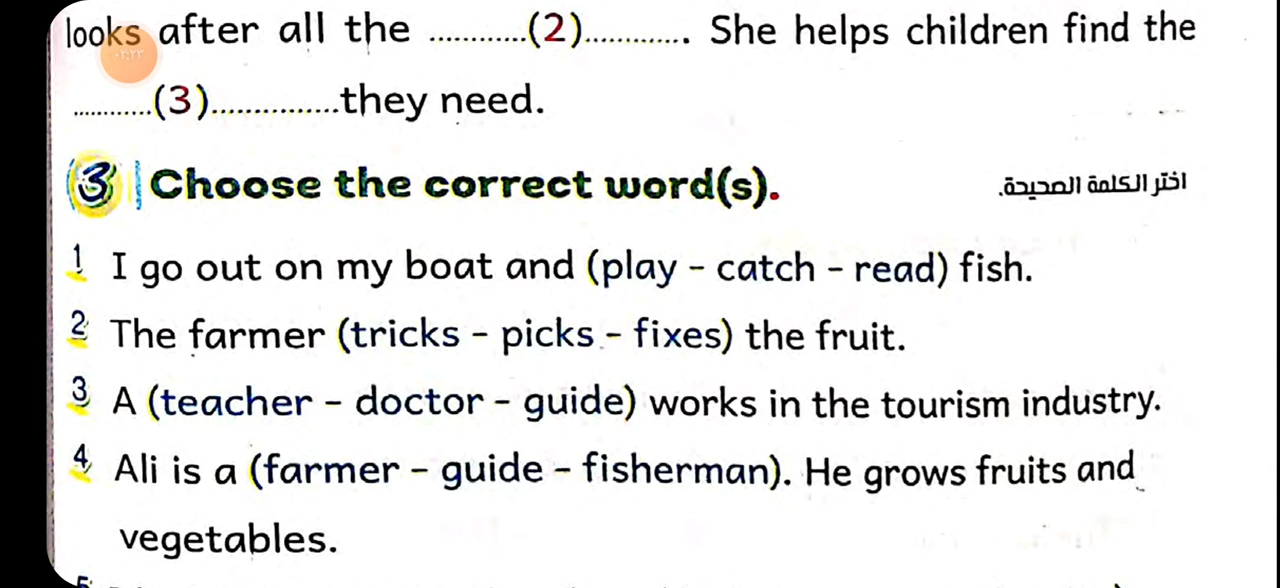 looks after all the ............(2)............. She helps children find the
..........(3)................they need.
3 Choose the correct word(s).
اختر الكلمة الصحيحة.
1 I go out on my boat and (play - catch - read) fish.
2 The farmer (tricks - picks - fixes) the fruit.
3 A (teacher - doctor - guide) works in the tourism industry.
4 Ali is a (farmer - guide - fisherman). He grows fruits and
vegetables.